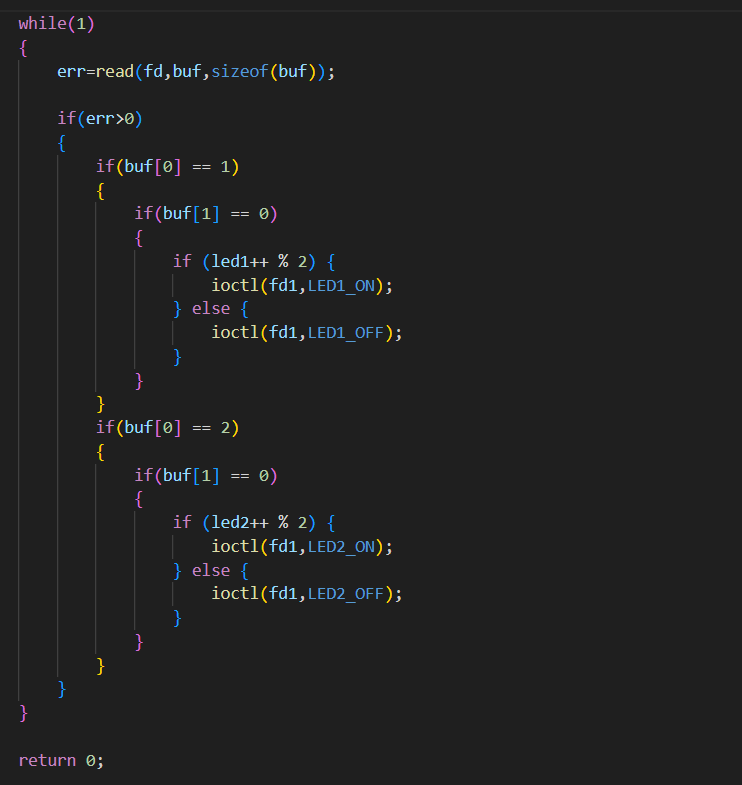 while(1)
{
    err=read(fd,buf,sizeof(buf));

    if(err>0)
    {
        if(buf[0] == 1)
        {
            if(buf[1] == 0)
            {
                if (led1++ % 2) {
                    ioctl(fd1,LED1_ON);
                } else {
                    ioctl(fd1,LED1_OFF);
                }
            }
        }
        if(buf[0] == 2)
        {
            if(buf[1] == 0)
            {
                if (led2++ % 2) {
                    ioctl(fd1,LED2_ON);
                } else {
                    ioctl(fd1,LED2_OFF);
                }
            }
        }
    }
}

return 0;